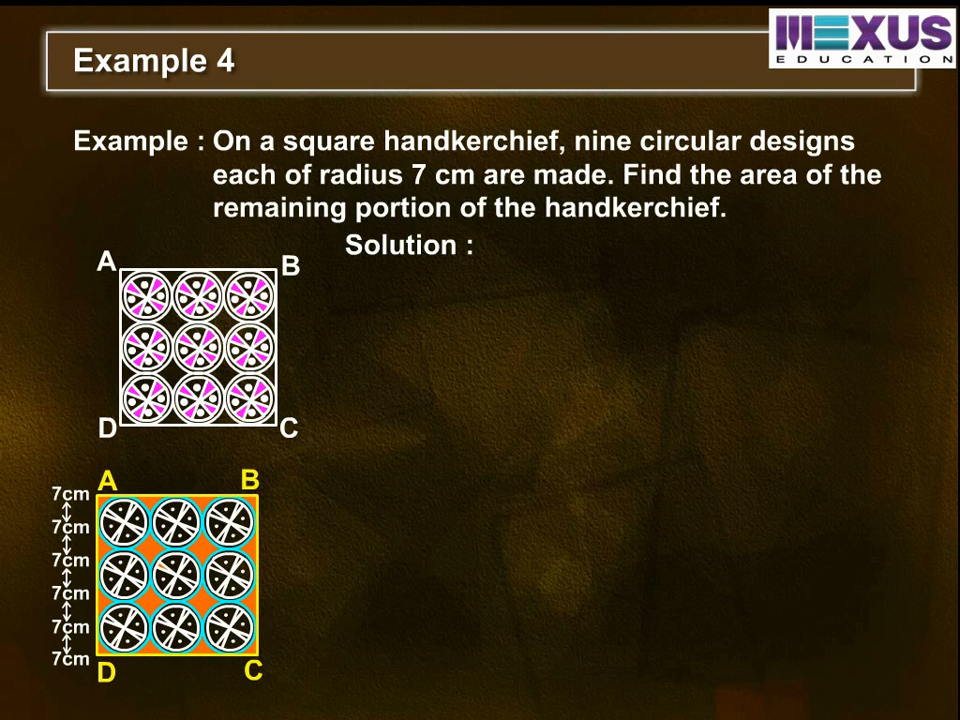 Example 4
MEXUS
EDUCATION
Example : On a square handkerchief, nine circular designs
each of radius 7 cm are made. Find the area of the
remaining portion of the handkerchief.
Solution :
A
B
D
C
A
B
7cm
7cm
7cm
7cm
7cm
7cm
D
C